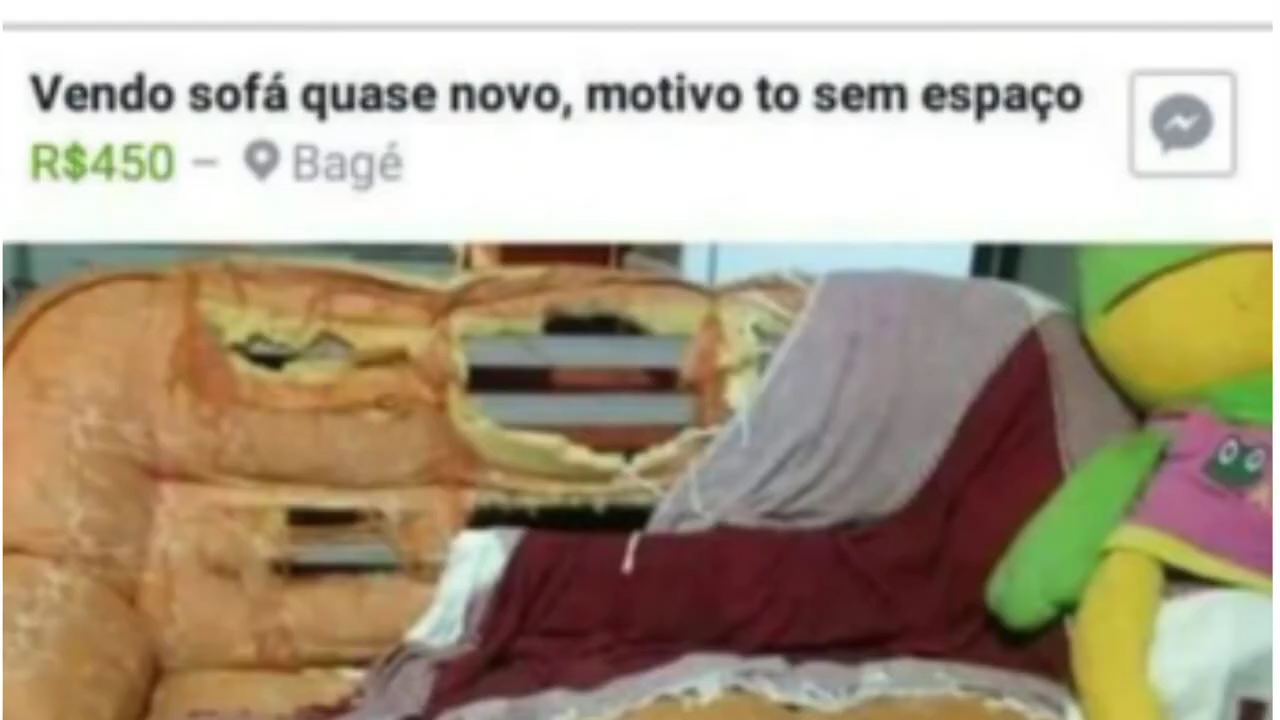 Vendo sofá quase novo, motivo to sem espaço
R$450 – Bagé